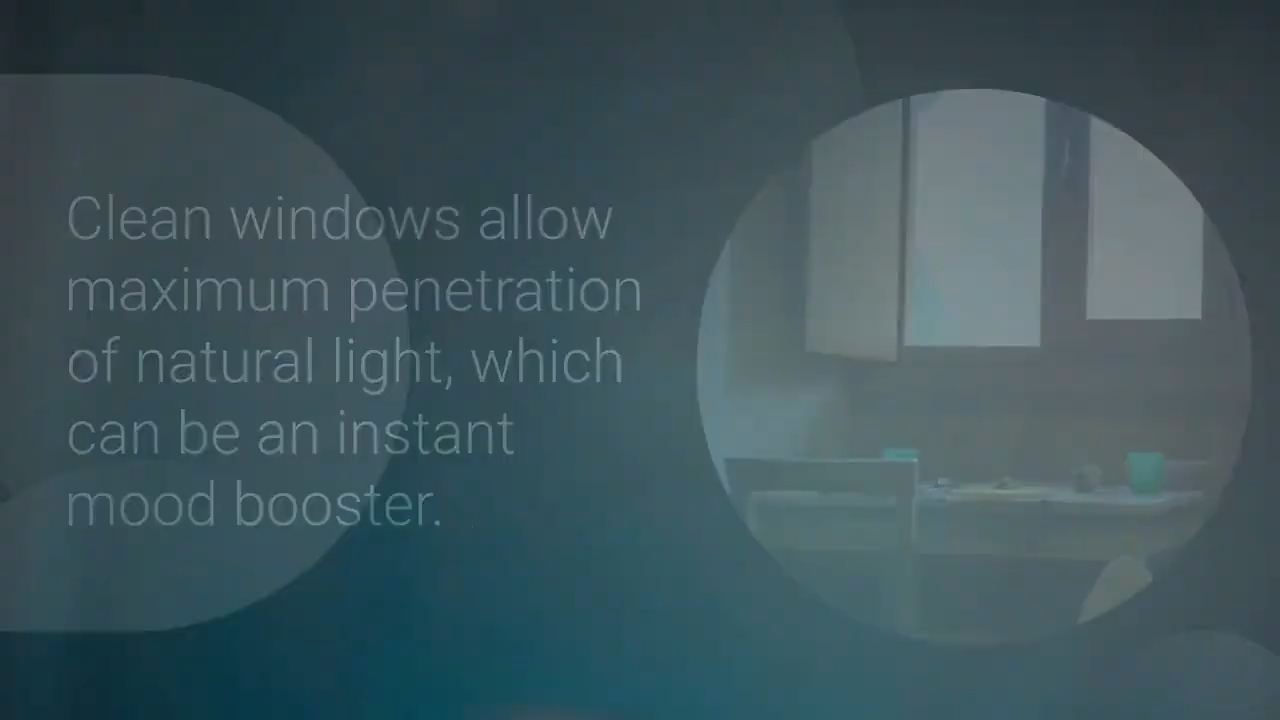 Clean windows allow
maximum penetration
of natural light, which
can be an instant
mood booster.